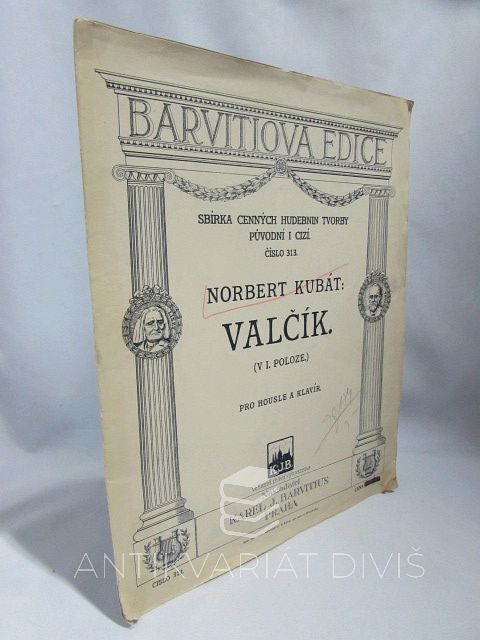 BARVITIOVA EDICE
SBÍRKA CENNÝCH HUDEBNIN TVORBY
PŮVODNÍ I CIZÍ.
ČÍSLO 313.
NORBERT KUBÁT:
VALČÍK.
(V I. POLOZE.)
PRO HOUSLE A KLAVÍR.
K.J.B.
KAREL J. BARVITIUS
PRAHA
ČÍSLO 313.
ANTIKVARIÁT DIVIŠ